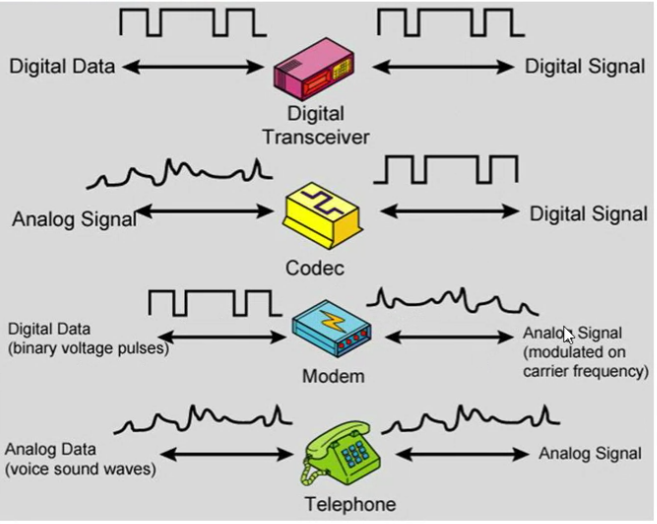 Digital Data
Digital Signal
Digital
Transceiver
Analog Signal
Digital Signal
Codec
Digital Data
(binary voltage pulses)
Analog Signal
(modulated on
carrier frequency)
Modem
Analog Data
(voice sound waves)
Analog Signal
Telephone